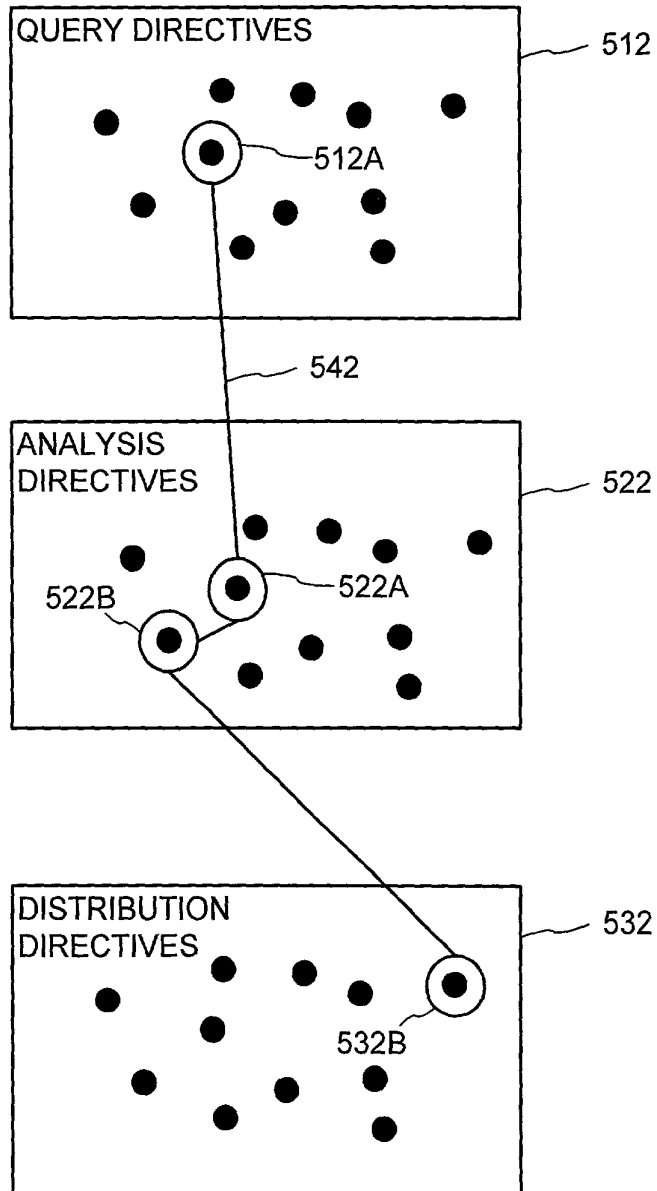 QUERY DIRECTIVES
512
512A
542
ANALYSIS
DIRECTIVES
522
522A
522B
DISTRIBUTION
DIRECTIVES
532
532B